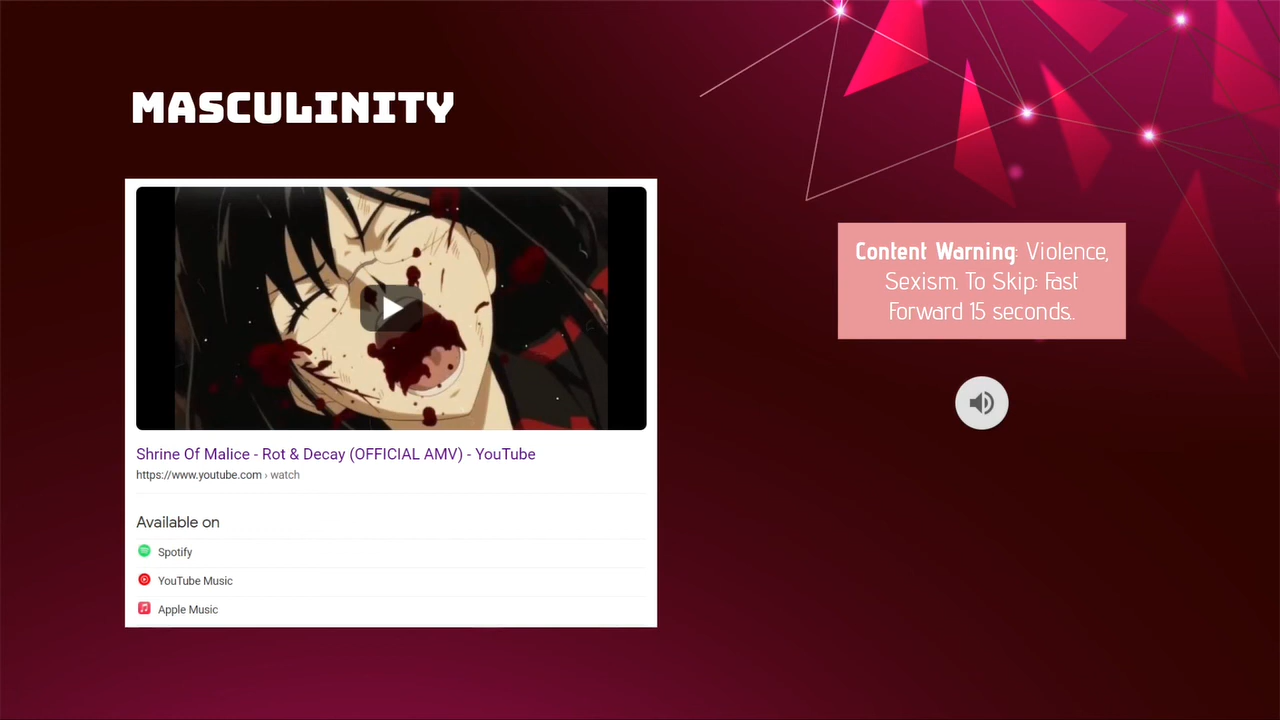 MASCULINITY
Content Warning: Violence,
Sexism. To Skip: Fast
Forward 15 seconds..
Shrine Of Malice - Rot & Decay (OFFICIAL AMV) - YouTube
https://www.youtube.com › watch
Available on
Spotify
YouTube Music
Apple Music